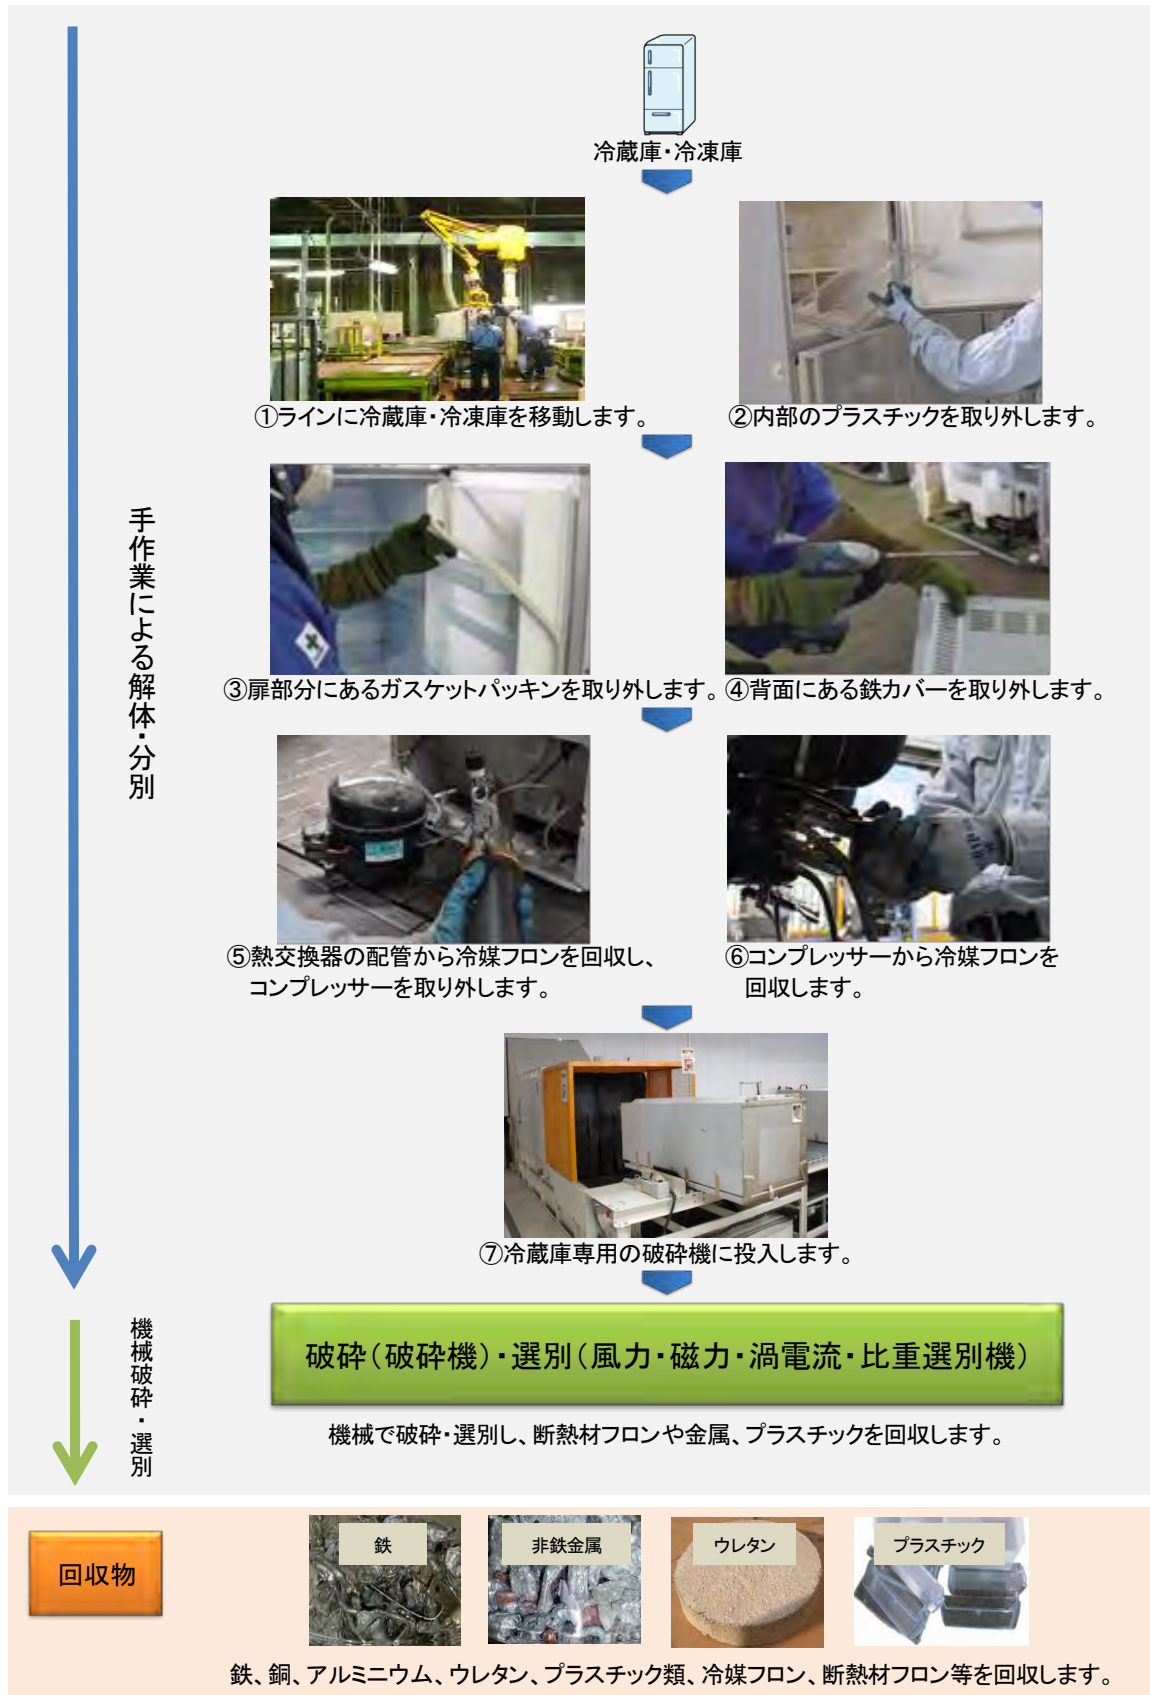 冷蔵庫・冷凍庫
①ラインに冷蔵庫・冷凍庫を移動します。
②内部のプラスチックを取り外します。
③扉部分にあるガスケットパッキンを取り外します。
④背面にある鉄カバーを取り外します。
手作業による解体・分別
⑤熱交換器の配管から冷媒フロンを回収し、
コンプレッサーを取り外します。
⑥コンプレッサーから冷媒フロンを
回収します。
⑦冷蔵庫専用の破砕機に投入します。
機械破砕・選別
破砕（破砕機）・選別（風力・磁力・渦電流・比重選別機）
機械で破砕・選別し、断熱材フロンや金属、プラスチックを回収します。
回収物
鉄
非鉄金属
ウレタン
プラスチック
鉄、銅、アルミニウム、ウレタン、プラスチック類、冷媒フロン、断熱材フロン等を回収します。